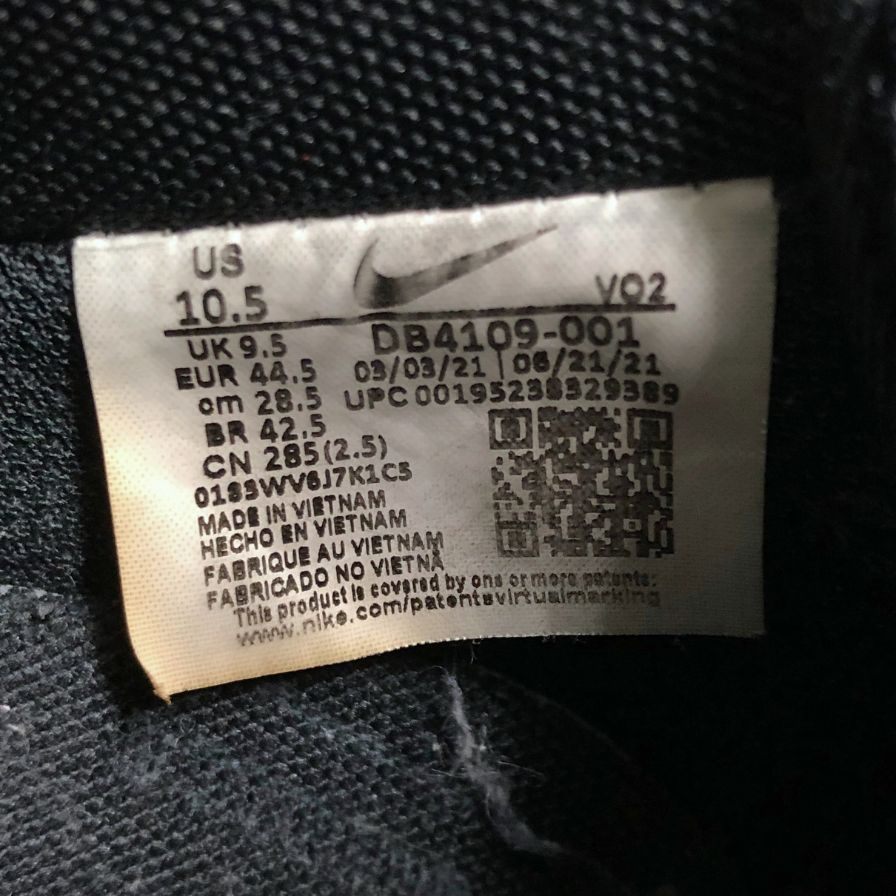 US
10.5 VO2
UK 9.5 DB4109-001
EUR 44.5 03/03/21 | 06/21/21
cm 28.5 UPC 00195238329389
BR 42.5
CN 285(2.5)
MADE IN VIETNAM
HECHO EN VIETNAM
FABRIQUE AU VIETNAM
FABRICADO NO VIETNÃ
This product is covered by one or more patents:
www.nike.com/patentsvirtualmarking